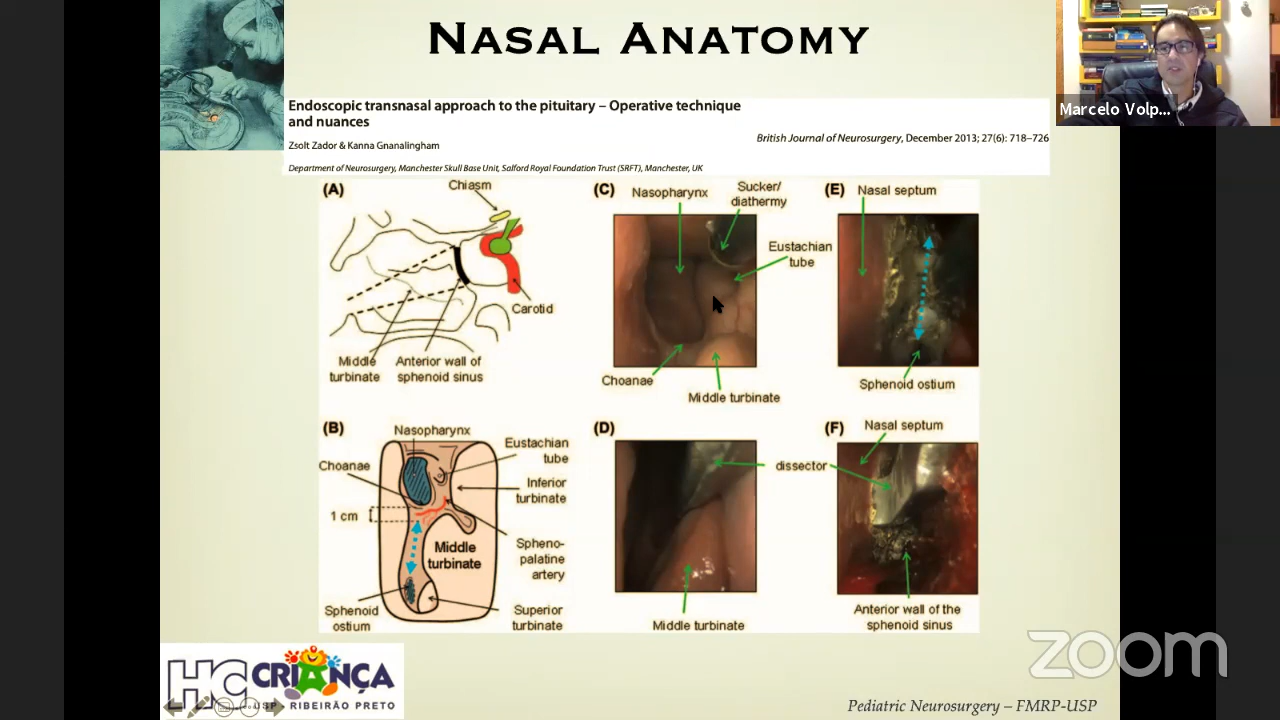 NASAL ANATOMY
Marcelo Volp...
Endoscopic transnasal approach to the pituitary – Operative technique
and nuances
British Journal of Neurosurgery, December 2013; 27(6): 718–726
Zsolt Zador & Kanna Gnanalingham
Department of Neurosurgery, Manchester Skull Base Unit, Salford Royal Foundation Trust (SRFT), Manchester, UK
(A)
Chiasm
Carotid
Middle
turbinate
Anterior wall of
sphenoid sinus
(C)
Nasopharynx
Sucker/
diathermy
Eustachian
tube
Choanae
Middle turbinate
(E)
Nasal septum
Sphenoid ostium
(B)
Nasopharynx
Eustachian
tube
Choanae
Inferior
turbinate
1 cm
Middle
turbinate
Spheno-
palatine
artery
Sphenoid
ostium
Superior
turbinate
(D)
dissector
Middle turbinate
(F)
Nasal septum
Anterior wall of the
sphenoid sinus
zoom
HC CRIANÇA
USP RIBEIRÃO PRETO
Pediatric Neurosurgery – FMRP-USP